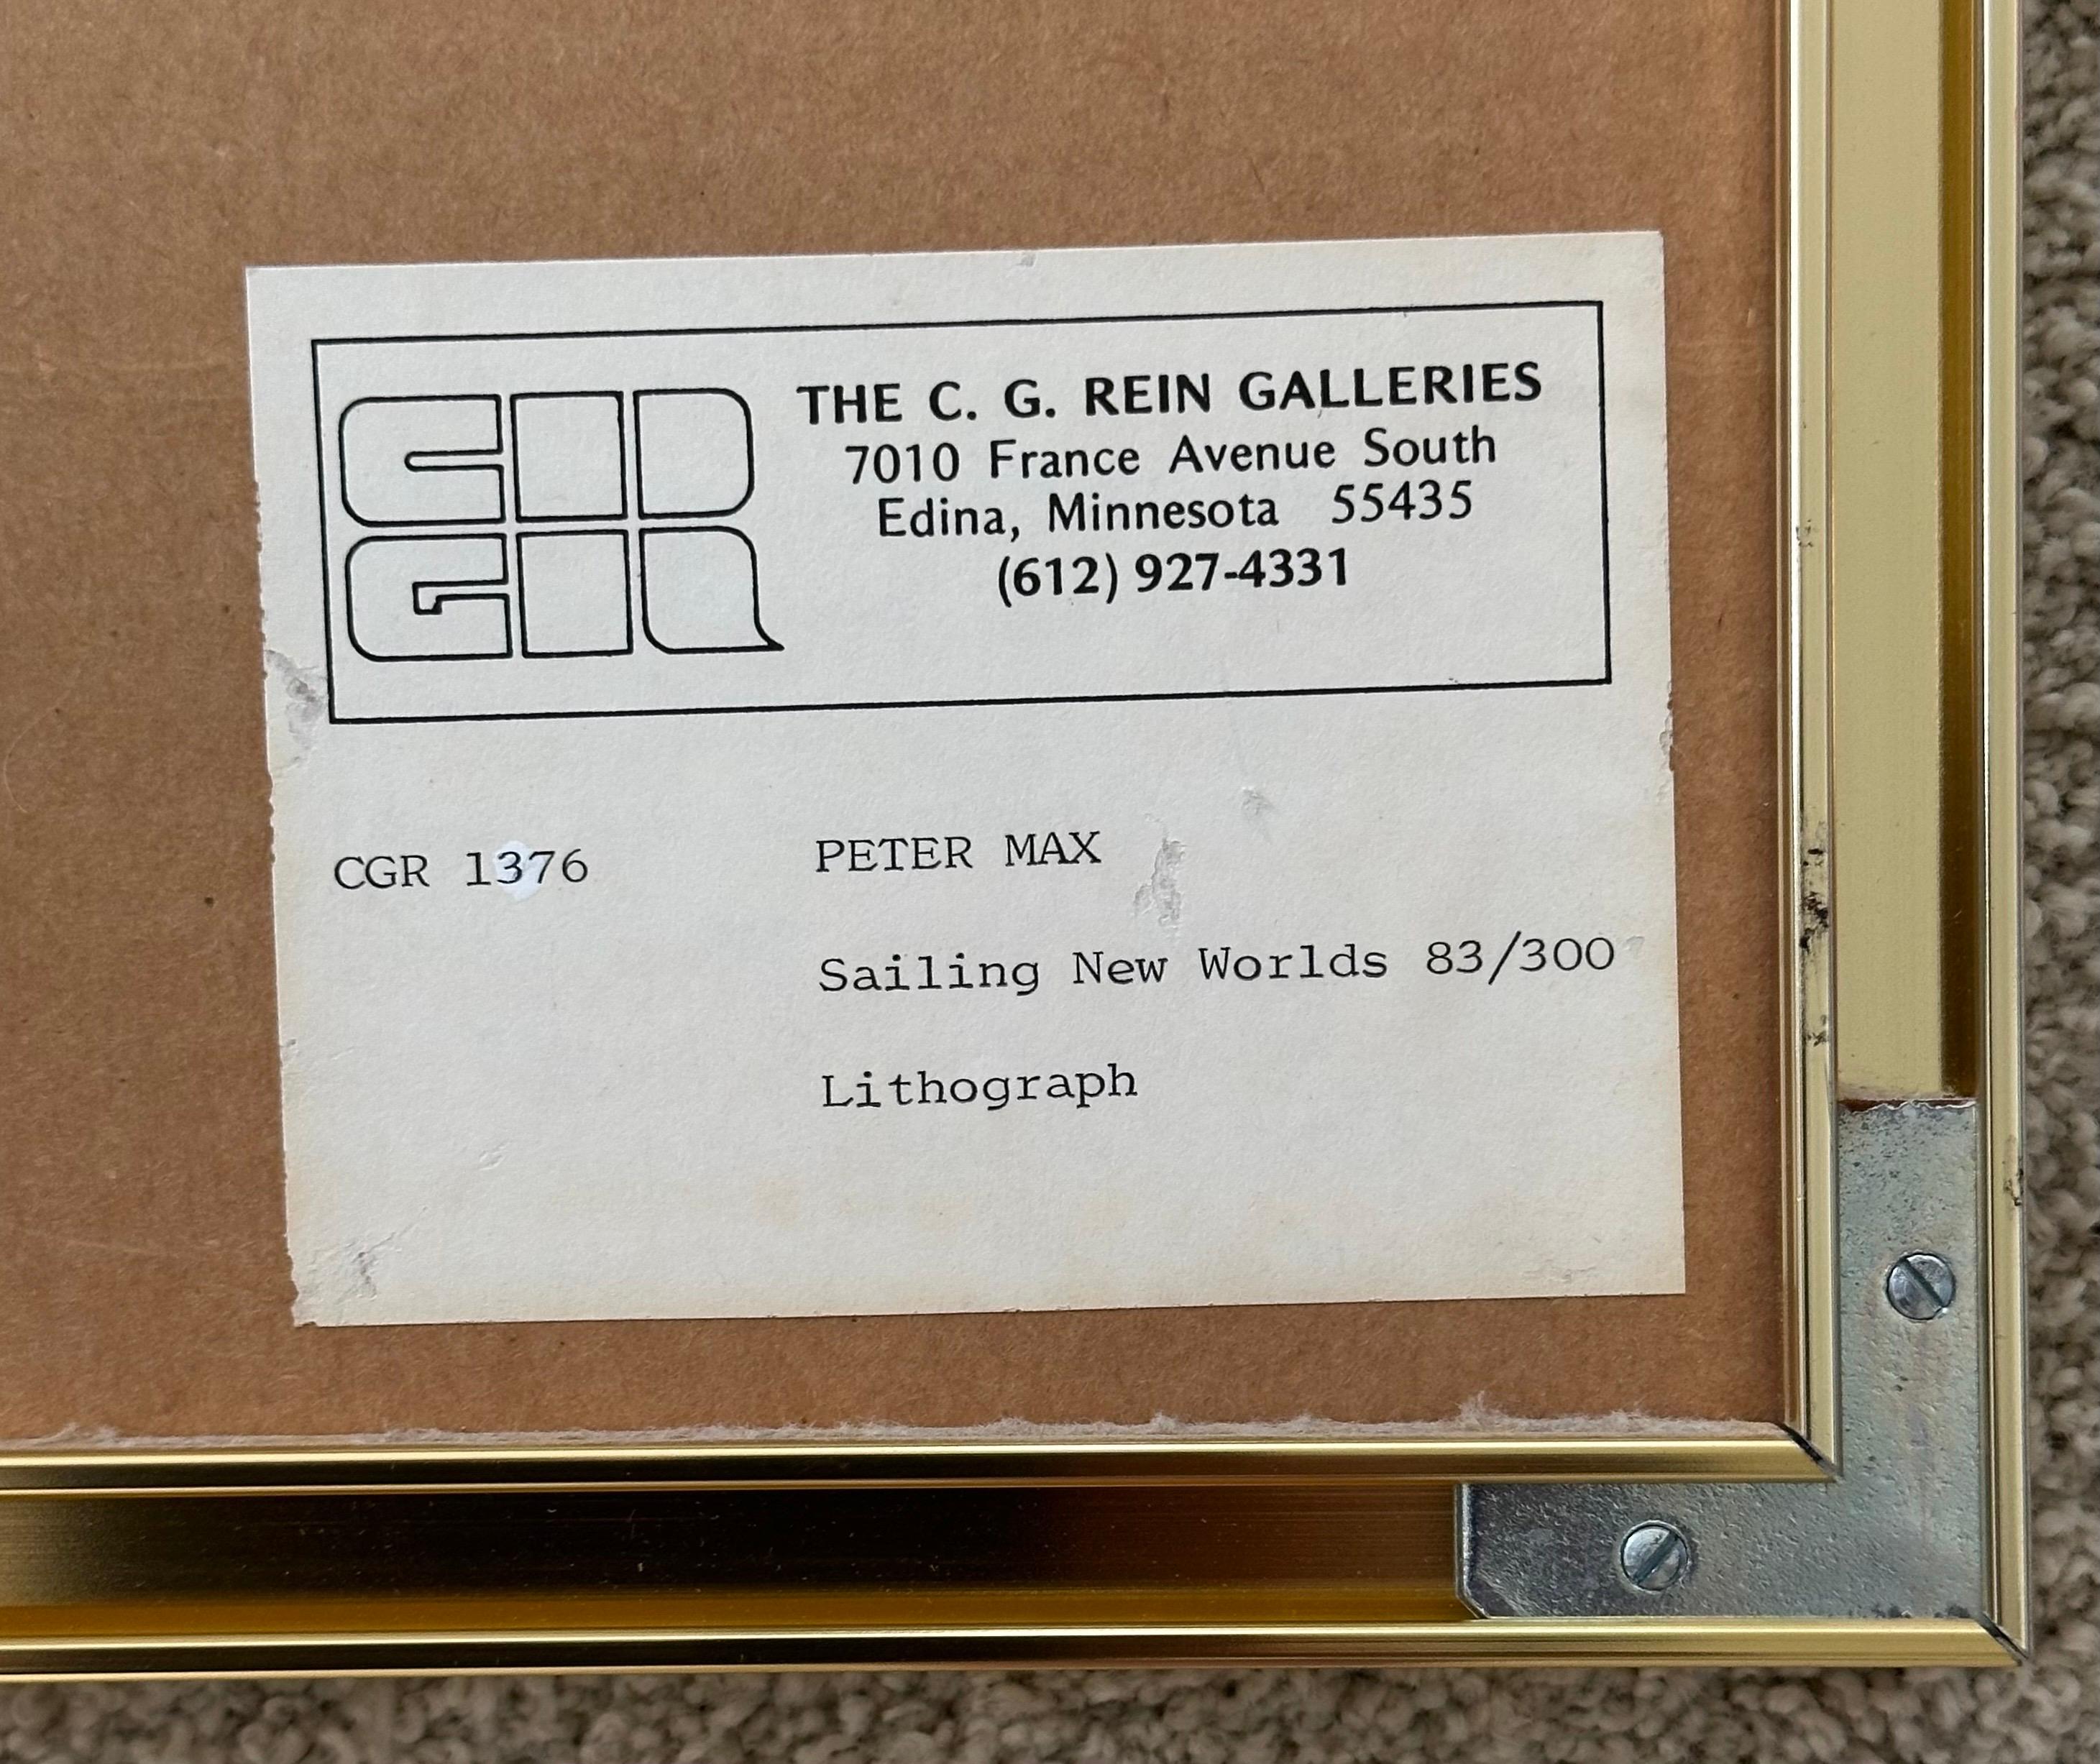 THE C. G. REIN GALLERIES
7010 France Avenue South
Edina, Minnesota 55435
(612) 927-4331
CGR 1376
PETER MAX
Sailing New Worlds 83/300
Lithograph